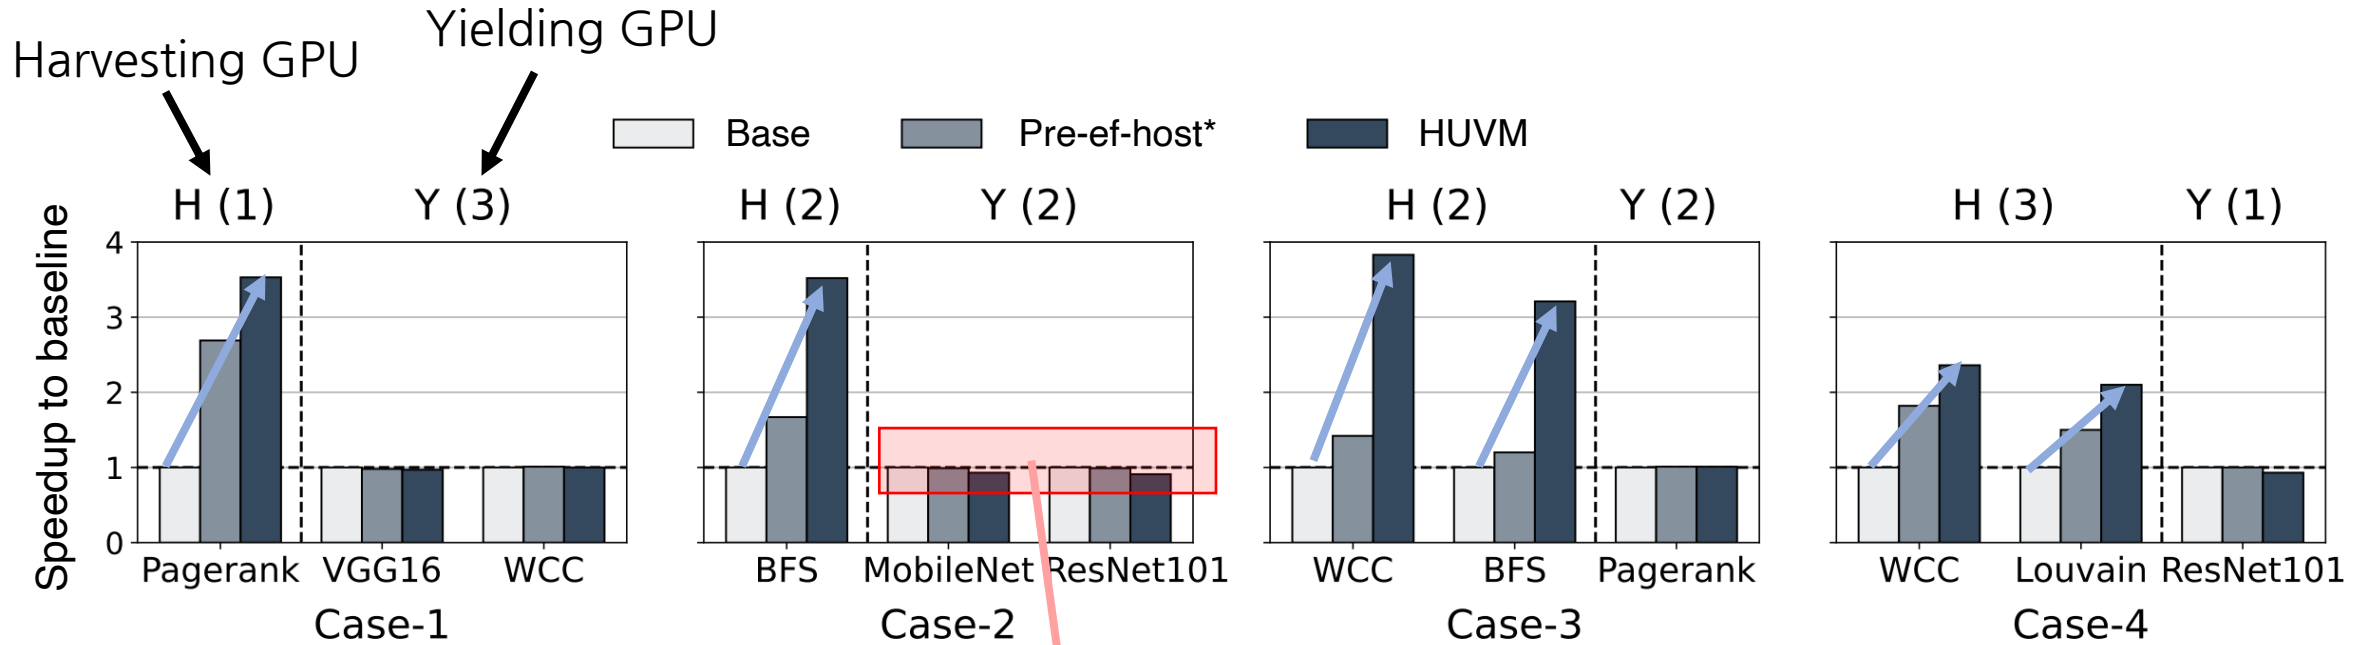 Harvesting GPU
Yielding GPU
Base Pre-ef-host* HUVM
H (1) Y (3) H (2) Y (2) H (2) Y (2) H (3) Y (1)
Speedup to baseline
4
3
2
1
0
Pagerank VGG16 WCC BFS MobileNet ResNet101 WCC BFS Pagerank WCC Louvain ResNet101
Case-1 Case-2 Case-3 Case-4